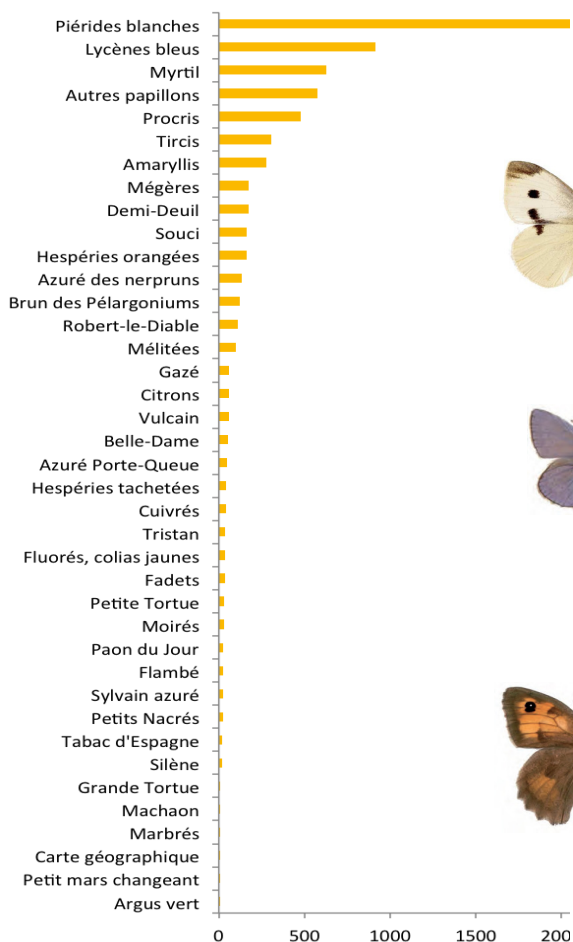 Piérides blanches
Lycènes bleus
Myrtil
Autres papillons
Procris
Tircis
Amaryllis
Mégères
Demi-Deuil
Souci
Hespéries orangées
Azuré des nerpruns
Brun des Pélargoniums
Robert-le-Diable
Mélitées
Gazé
Citrons
Vulcain
Belle-Dame
Azuré Porte-Queue
Hespéries tachetées
Cuivrés
Tristan
Fluorés, colias jaunes
Fadets
Petite Tortue
Moirés
Paon du Jour
Flambé
Sylvain azuré
Petits Nacrés
Tabac d'Espagne
Silène
Grande Tortue
Machaon
Marbrés
Carte géographique
Petit mars changeant
Argus vert
0 500 1000 1500 200